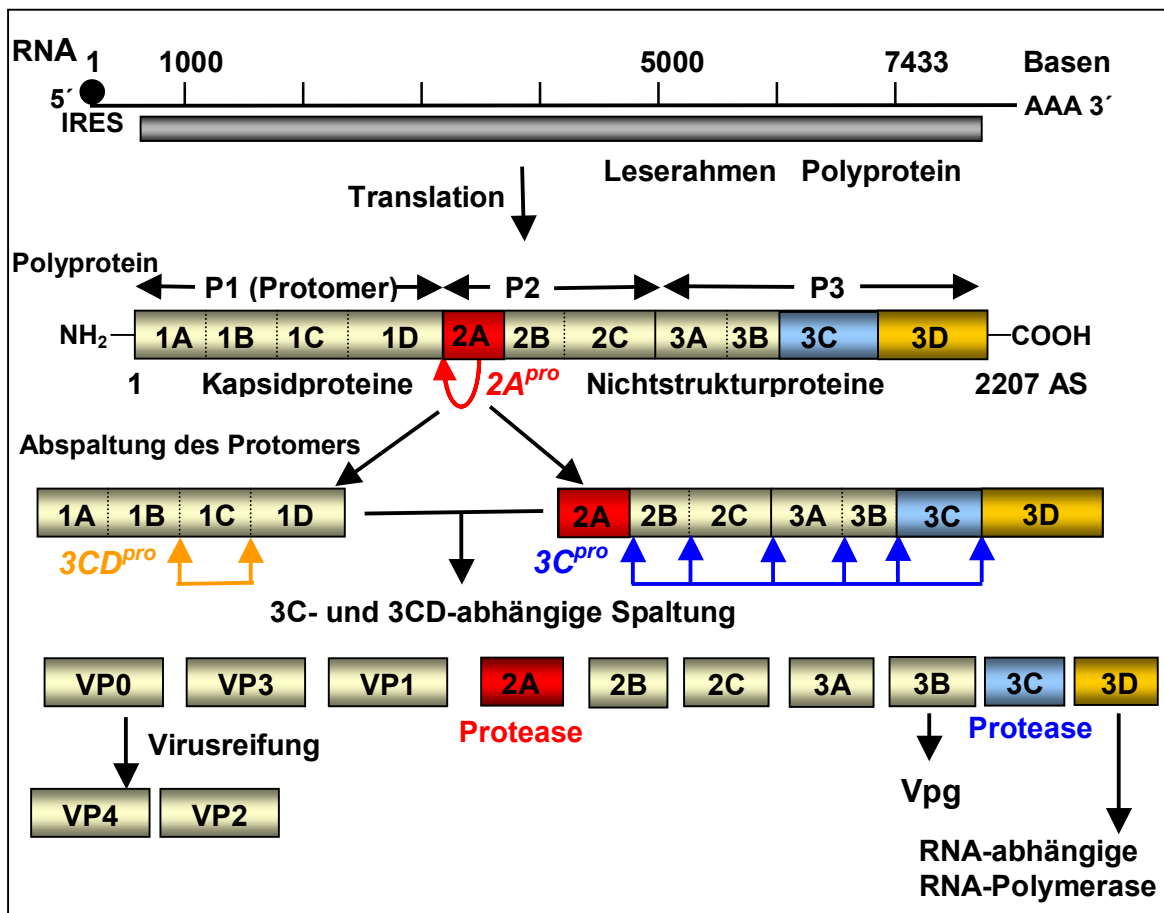 RNA 1 1000 5000 7433 Basen
5´ AAA 3´
IRES
Leserahmen Polyprotein
Translation
Polyprotein
P1 (Protomer) P2 P3
NH2 1A 1B 1C 1D 2A 2B 2C 3A 3B 3C 3D COOH
1 Kapsidproteine 2Apro Nichtstrukturproteine 2207 AS
Abspaltung des Protomers
1A 1B 1C 1D 2A 2B 2C 3A 3B 3C 3D
3CDpro 3Cpro
3C- und 3CD-abhängige Spaltung
VP0 VP3 VP1 2A 2B 2C 3A 3B 3C 3D
Protease Protease
Virusreifung
Vpg
VP4 VP2
RNA-abhängige
RNA-Polymerase